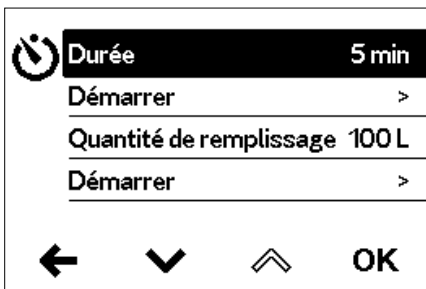 Durée 5 min
Démarrer >
Quantité de remplissage 100 L
Démarrer >
OK